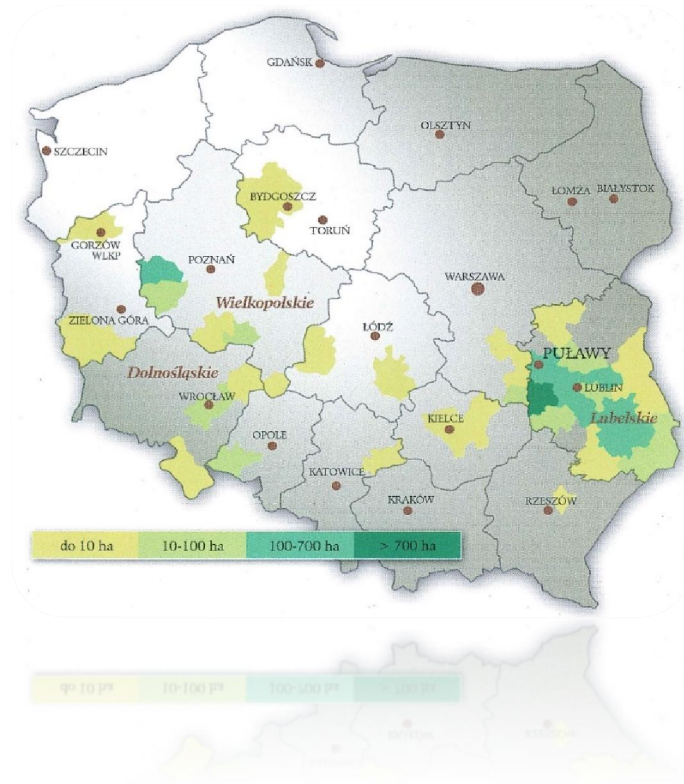 GDAŃSK
OLSZTYN
SZCZECIN
ŁOMŻA
BIAŁYSTOK
BYDGOSZCZ
TORUŃ
GORZÓW
WLKP
POZNAŃ
WARSZAWA
Wielkopolskie
ZIELONA GÓRA
ŁÓDŹ
PUŁAWY
Dolnośląskie
LUBLIN
WROCŁAW
Lubelskie
KIELCE
OPOLE
KATOWICE
KRAKÓW
RZESZÓW
do 10 ha
10-100 ha
100-700 ha
> 700 ha